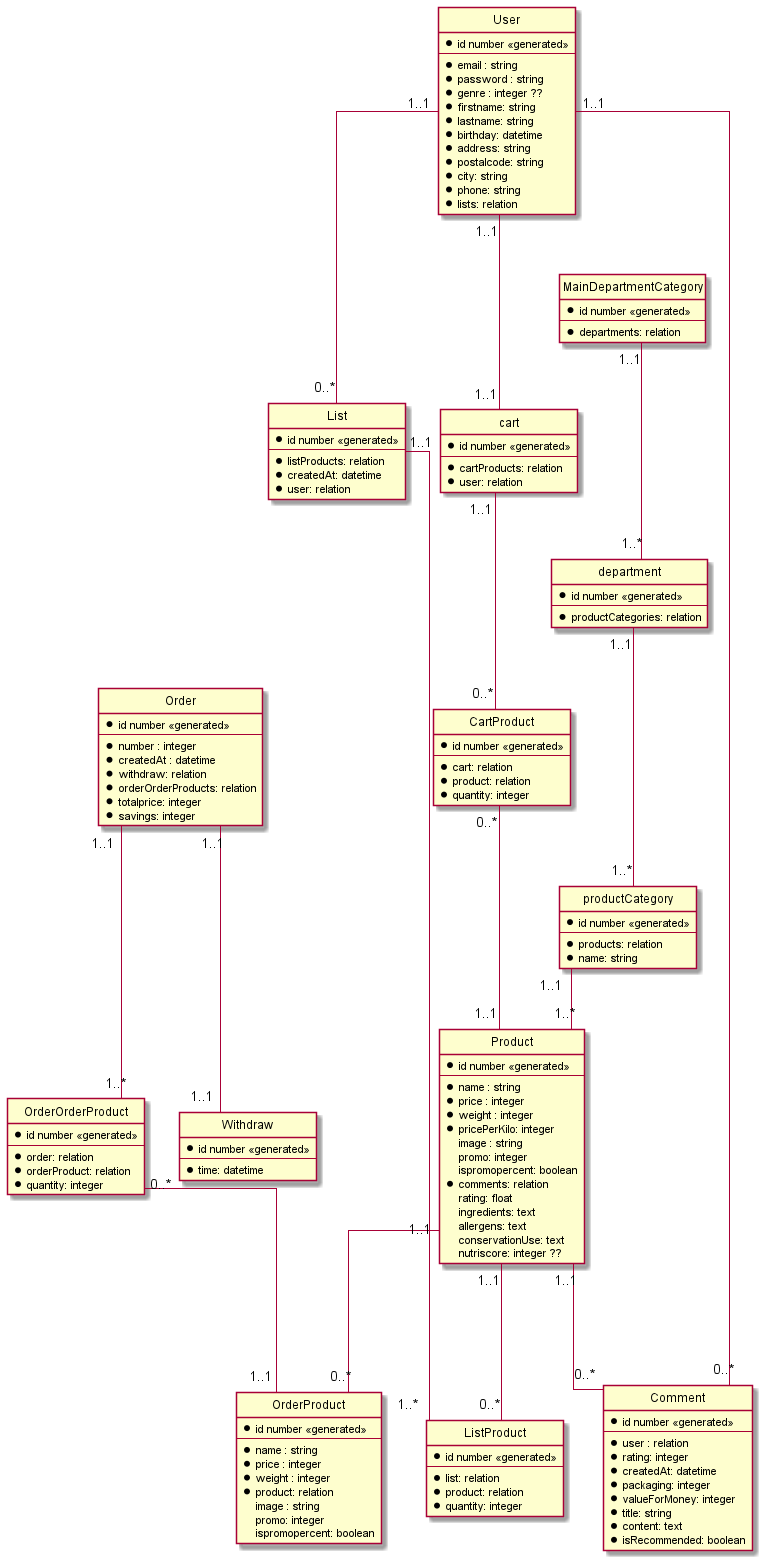 User
id number «generated»
email : string
password : string
genre : integer ??
firstname: string
lastname: string
birthday: datetime
address: string
postalcode: string
city: string
phone: string
lists: relation
1..1
1..1
1..1
MainDepartmentCategory
id number «generated»
departments: relation
1..1
0..*
1..1
List
id number «generated»
listProducts: relation
createdAt: datetime
user: relation
1..1
cart
id number «generated»
cartProducts: relation
user: relation
1..1
1..*
department
id number «generated»
productCategories: relation
1..1
Order
id number «generated»
number : integer
createdAt : datetime
withdraw: relation
orderOrderProducts: relation
totalprice: integer
savings: integer
1..1
1..1
0..*
CartProduct
id number «generated»
cart: relation
product: relation
quantity: integer
0..*
1..*
productCategory
id number «generated»
products: relation
name: string
1..1
1..1
1..*
Product
id number «generated»
name : string
price : integer
weight : integer
pricePerKilo: integer
image : string
promo: integer
ispromopercent: boolean
comments: relation
rating: float
ingredients: text
allergens: text
conservationUse: text
nutriscore: integer ??
1..*
OrderOrderProduct
id number «generated»
order: relation
orderProduct: relation
quantity: integer
0..*
1..1
Withdraw
id number «generated»
time: datetime
1..1
1..1
1..1
1..1
0..*
OrderProduct
id number «generated»
name : string
price : integer
weight : integer
product: relation
image : string
promo: integer
ispromopercent: boolean
1..*
0..*
ListProduct
id number «generated»
list: relation
product: relation
quantity: integer
0..*
0..*
Comment
id number «generated»
user : relation
rating: integer
createdAt: datetime
packaging: integer
valueForMoney: integer
title: string
content: text
isRecommended: boolean